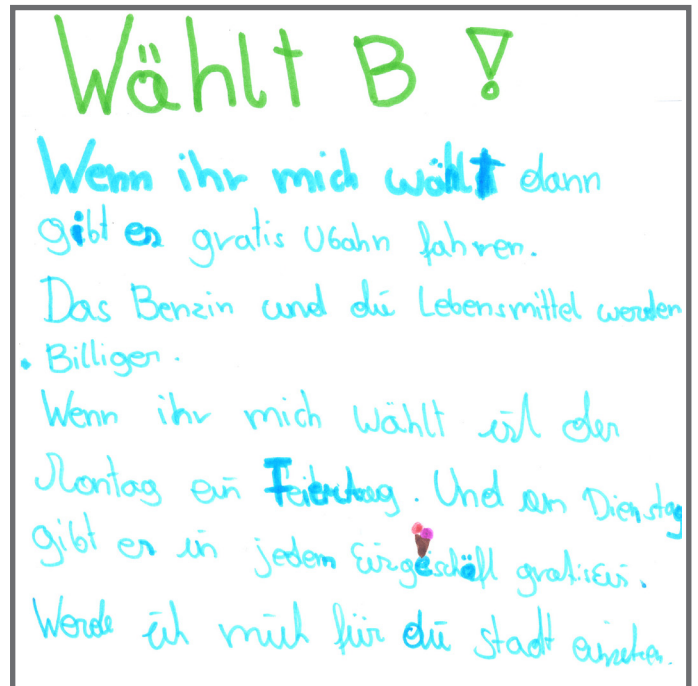 Wählt B!
Wenn ihr mich wählt dann
gibt es gratis Ubahn fahren.
Das Benzin und die Lebensmittel werden
Billiger.
Wenn ihr mich wählt ist der
Montag ein Feiertag. Und am Dienstag
gibt es in jedem Eisgeschäft gratis Eis.
Werde ich mich für die stadt einsetzen.